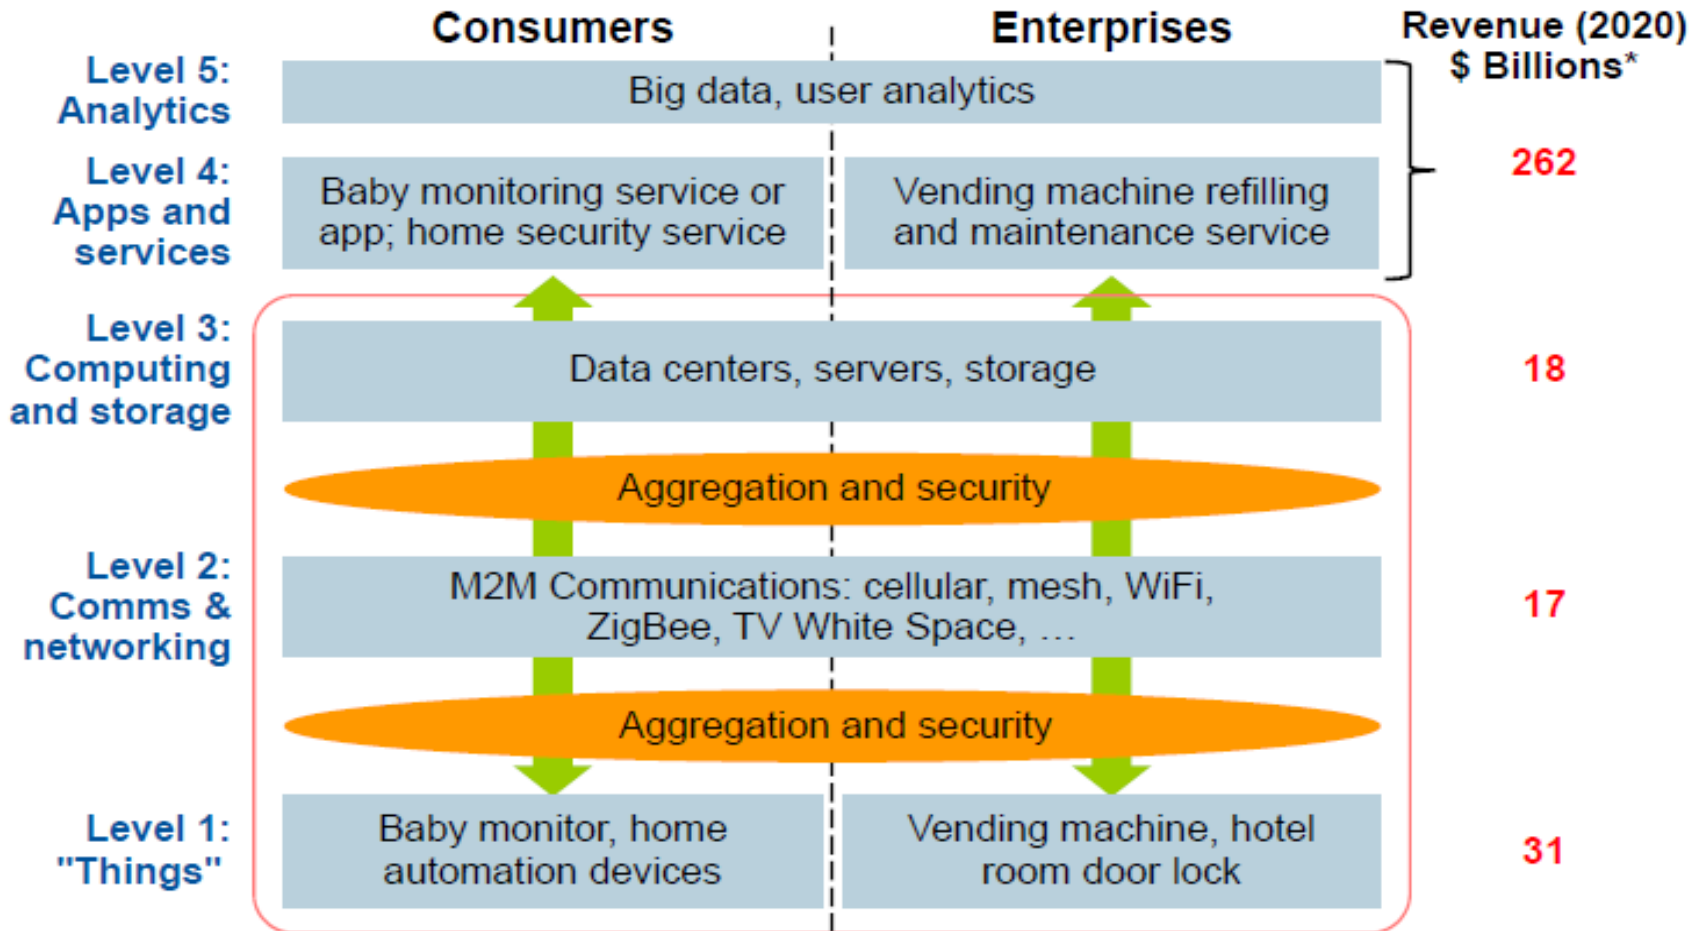 Consumers
Enterprises
Revenue (2020)
$ Billions*
Level 5:
Analytics
Big data, user analytics
262
Level 4:
Apps and
services
Baby monitoring service or
app; home security service
Vending machine refilling
and maintenance service
Level 3:
Computing
and storage
Data centers, servers, storage
18
Aggregation and security
Level 2:
Comms &
networking
M2M Communications: cellular, mesh, WiFi,
ZigBee, TV White Space, ...
17
Aggregation and security
Level 1:
"Things"
Baby monitor, home
automation devices
Vending machine, hotel
room door lock
31